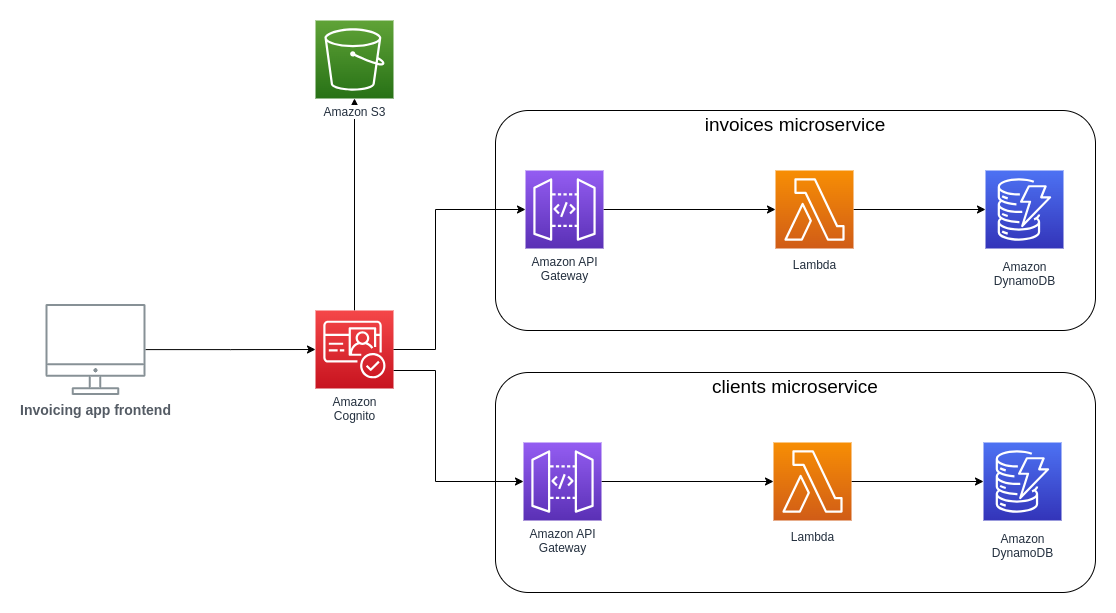 Amazon S3
invoices microservice
Amazon API
Gateway
Lambda
Amazon
DynamoDB
Invoicing app frontend
Amazon
Cognito
clients microservice
Amazon API
Gateway
Lambda
Amazon
DynamoDB